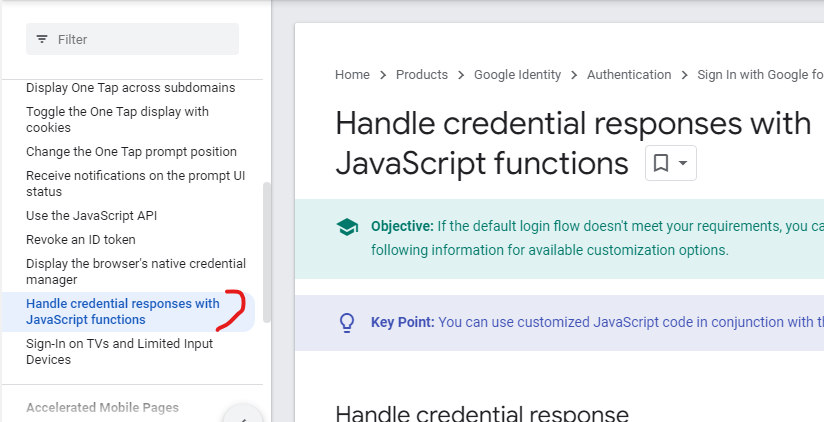 Filter
Display One Tap across subdomains
Toggle the One Tap display with
cookies
Change the One Tap prompt position
Receive notifications on the prompt UI
status
Use the JavaScript API
Revoke an ID token
Display the browser's native credential
manager
Handle credential responses with
JavaScript functions
Sign-In on TVs and Limited Input
Devices
Accelerated Mobile Pages
Home > Products > Google Identity > Authentication > Sign In with Google fo
Handle credential responses with
JavaScript functions
Objective: If the default login flow doesn't meet your requirements, you ca
following information for available customization options.
Key Point: You can use customized JavaScript code in conjunction with th
Handle credential response